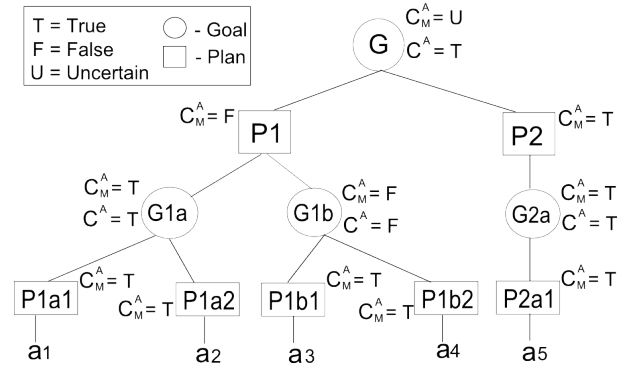 T = True
F = False
U = Uncertain
- Goal
- Plan
G
C^A_M = U
C^A = T
P1
C^A_M = F
P2
C^A_M = T
G1a
C^A_M = T
C^A = T
G1b
C^A_M = F
C^A = F
G2a
C^A_M = T
C^A = T
P1a1
C^A_M = T
C^A_M = T
P1a2
P1b1
C^A_M = T
C^A_M = T
P1b2
P2a1
C^A_M = T
a1
a2
a3
a4
a5